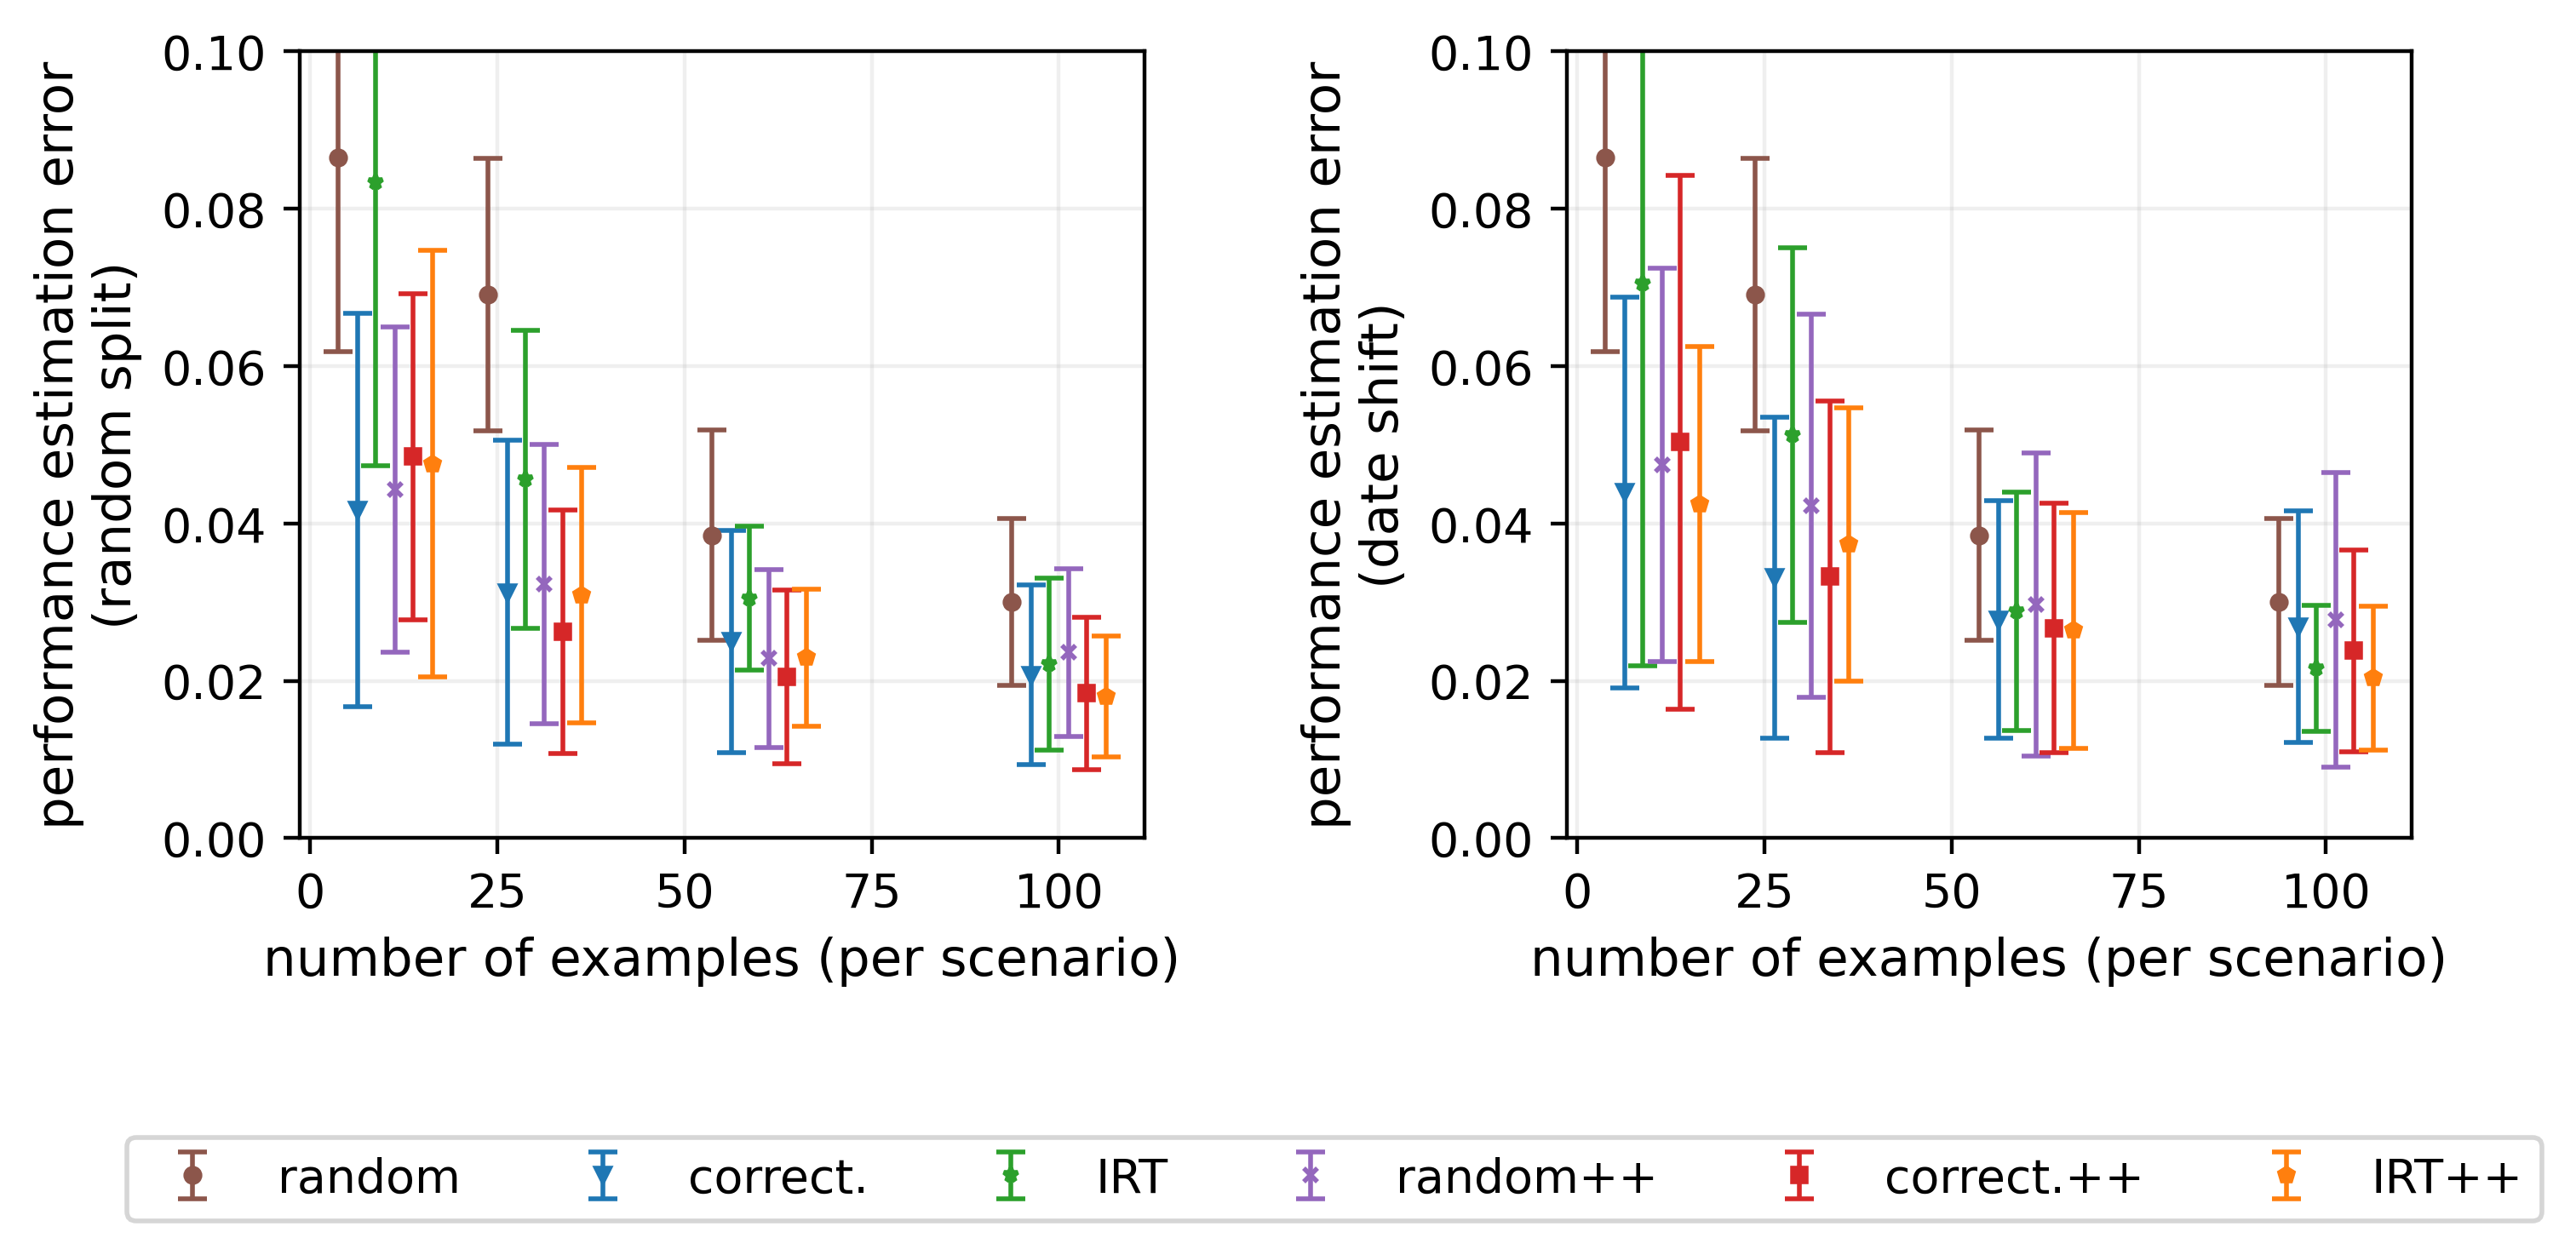 performance estimation error
(random split)
0.10
0.08
0.06
0.04
0.02
0.00
0 25 50 75 100
number of examples (per scenario)
performance estimation error
(date shift)
0.10
0.08
0.06
0.04
0.02
0.00
0 25 50 75 100
number of examples (per scenario)
random correct. IRT random++ correct.++ IRT++